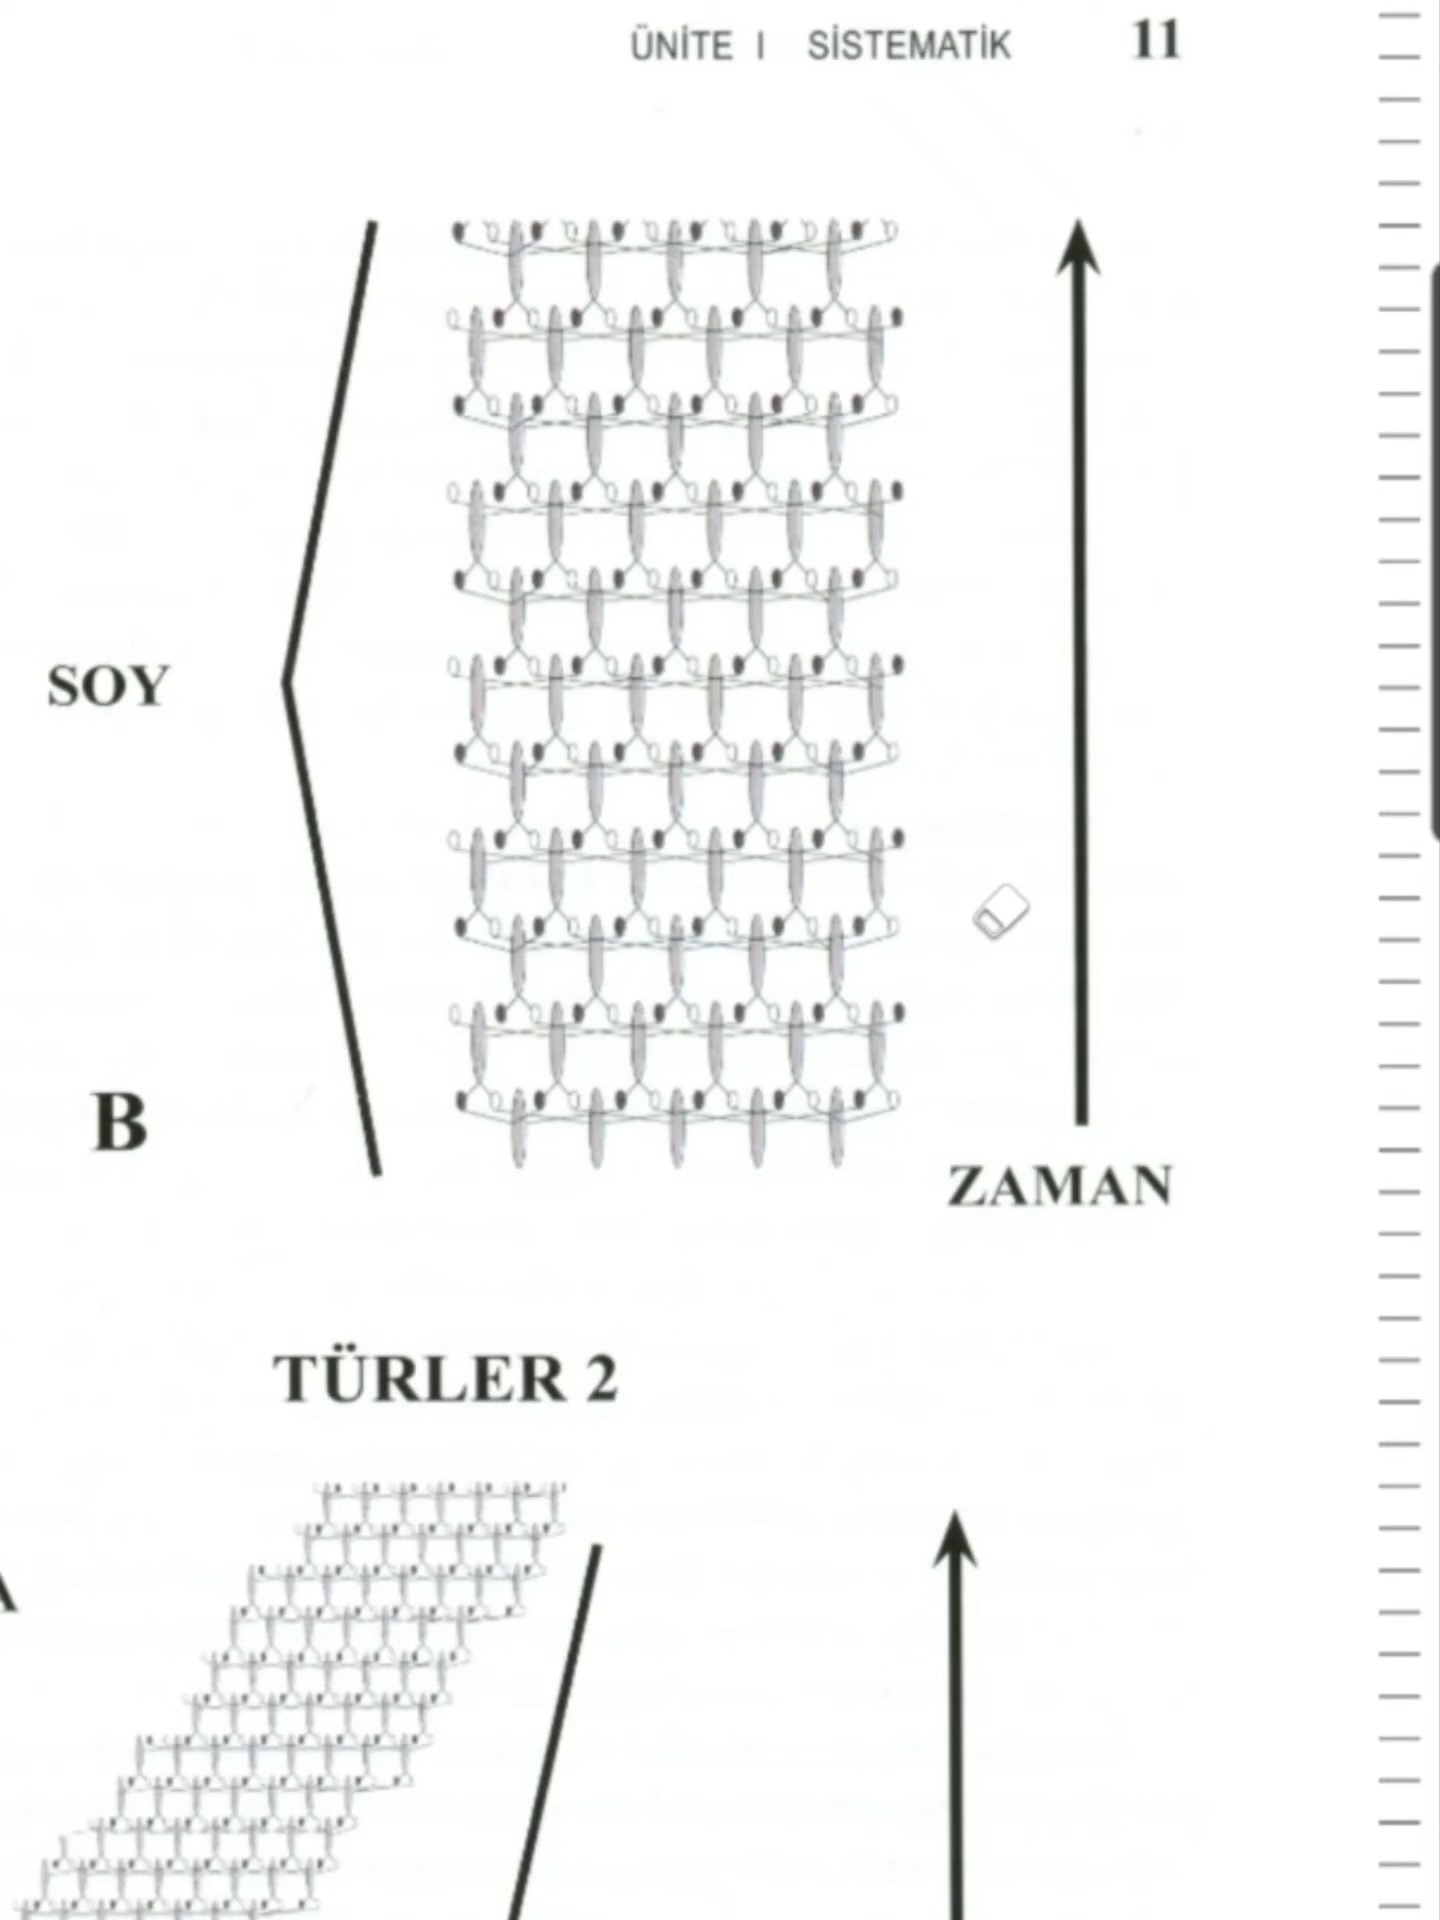 ÜNİTE I SİSTEMATİK 11
SOY
B
ZAMAN
TÜRLER 2